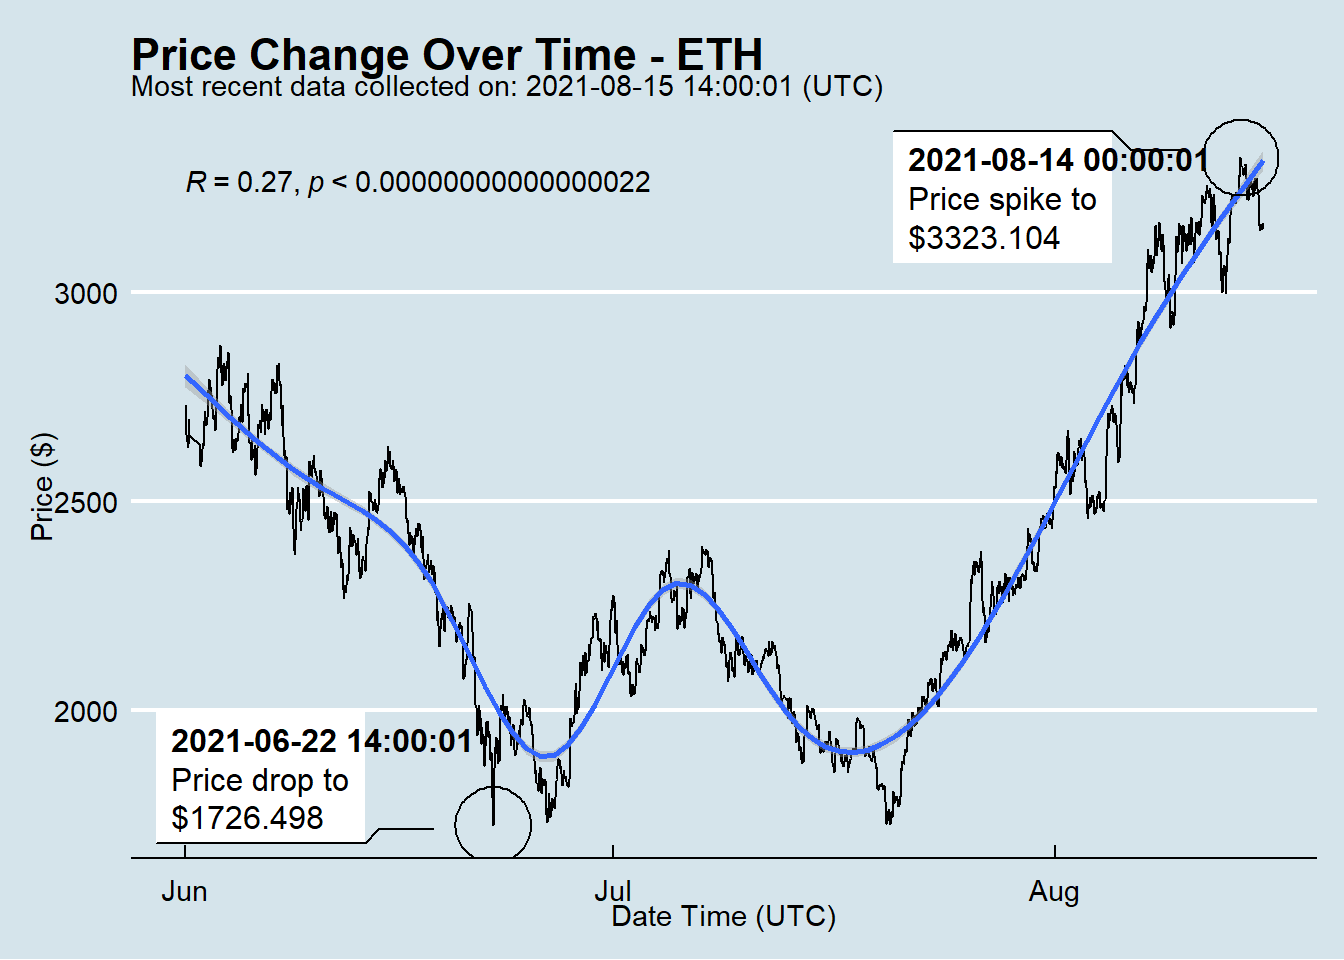 Price Change Over Time - ETH
Most recent data collected on: 2021-08-15 14:00:01 (UTC)
R = 0.27, p < 0.00000000000000022
2021-08-14 00:00:01
Price spike to
$3323.104
3000
2500
2000
Price ($)
2021-06-22 14:00:01
Price drop to
$1726.498
Jun
Jul
Aug
Date Time (UTC)